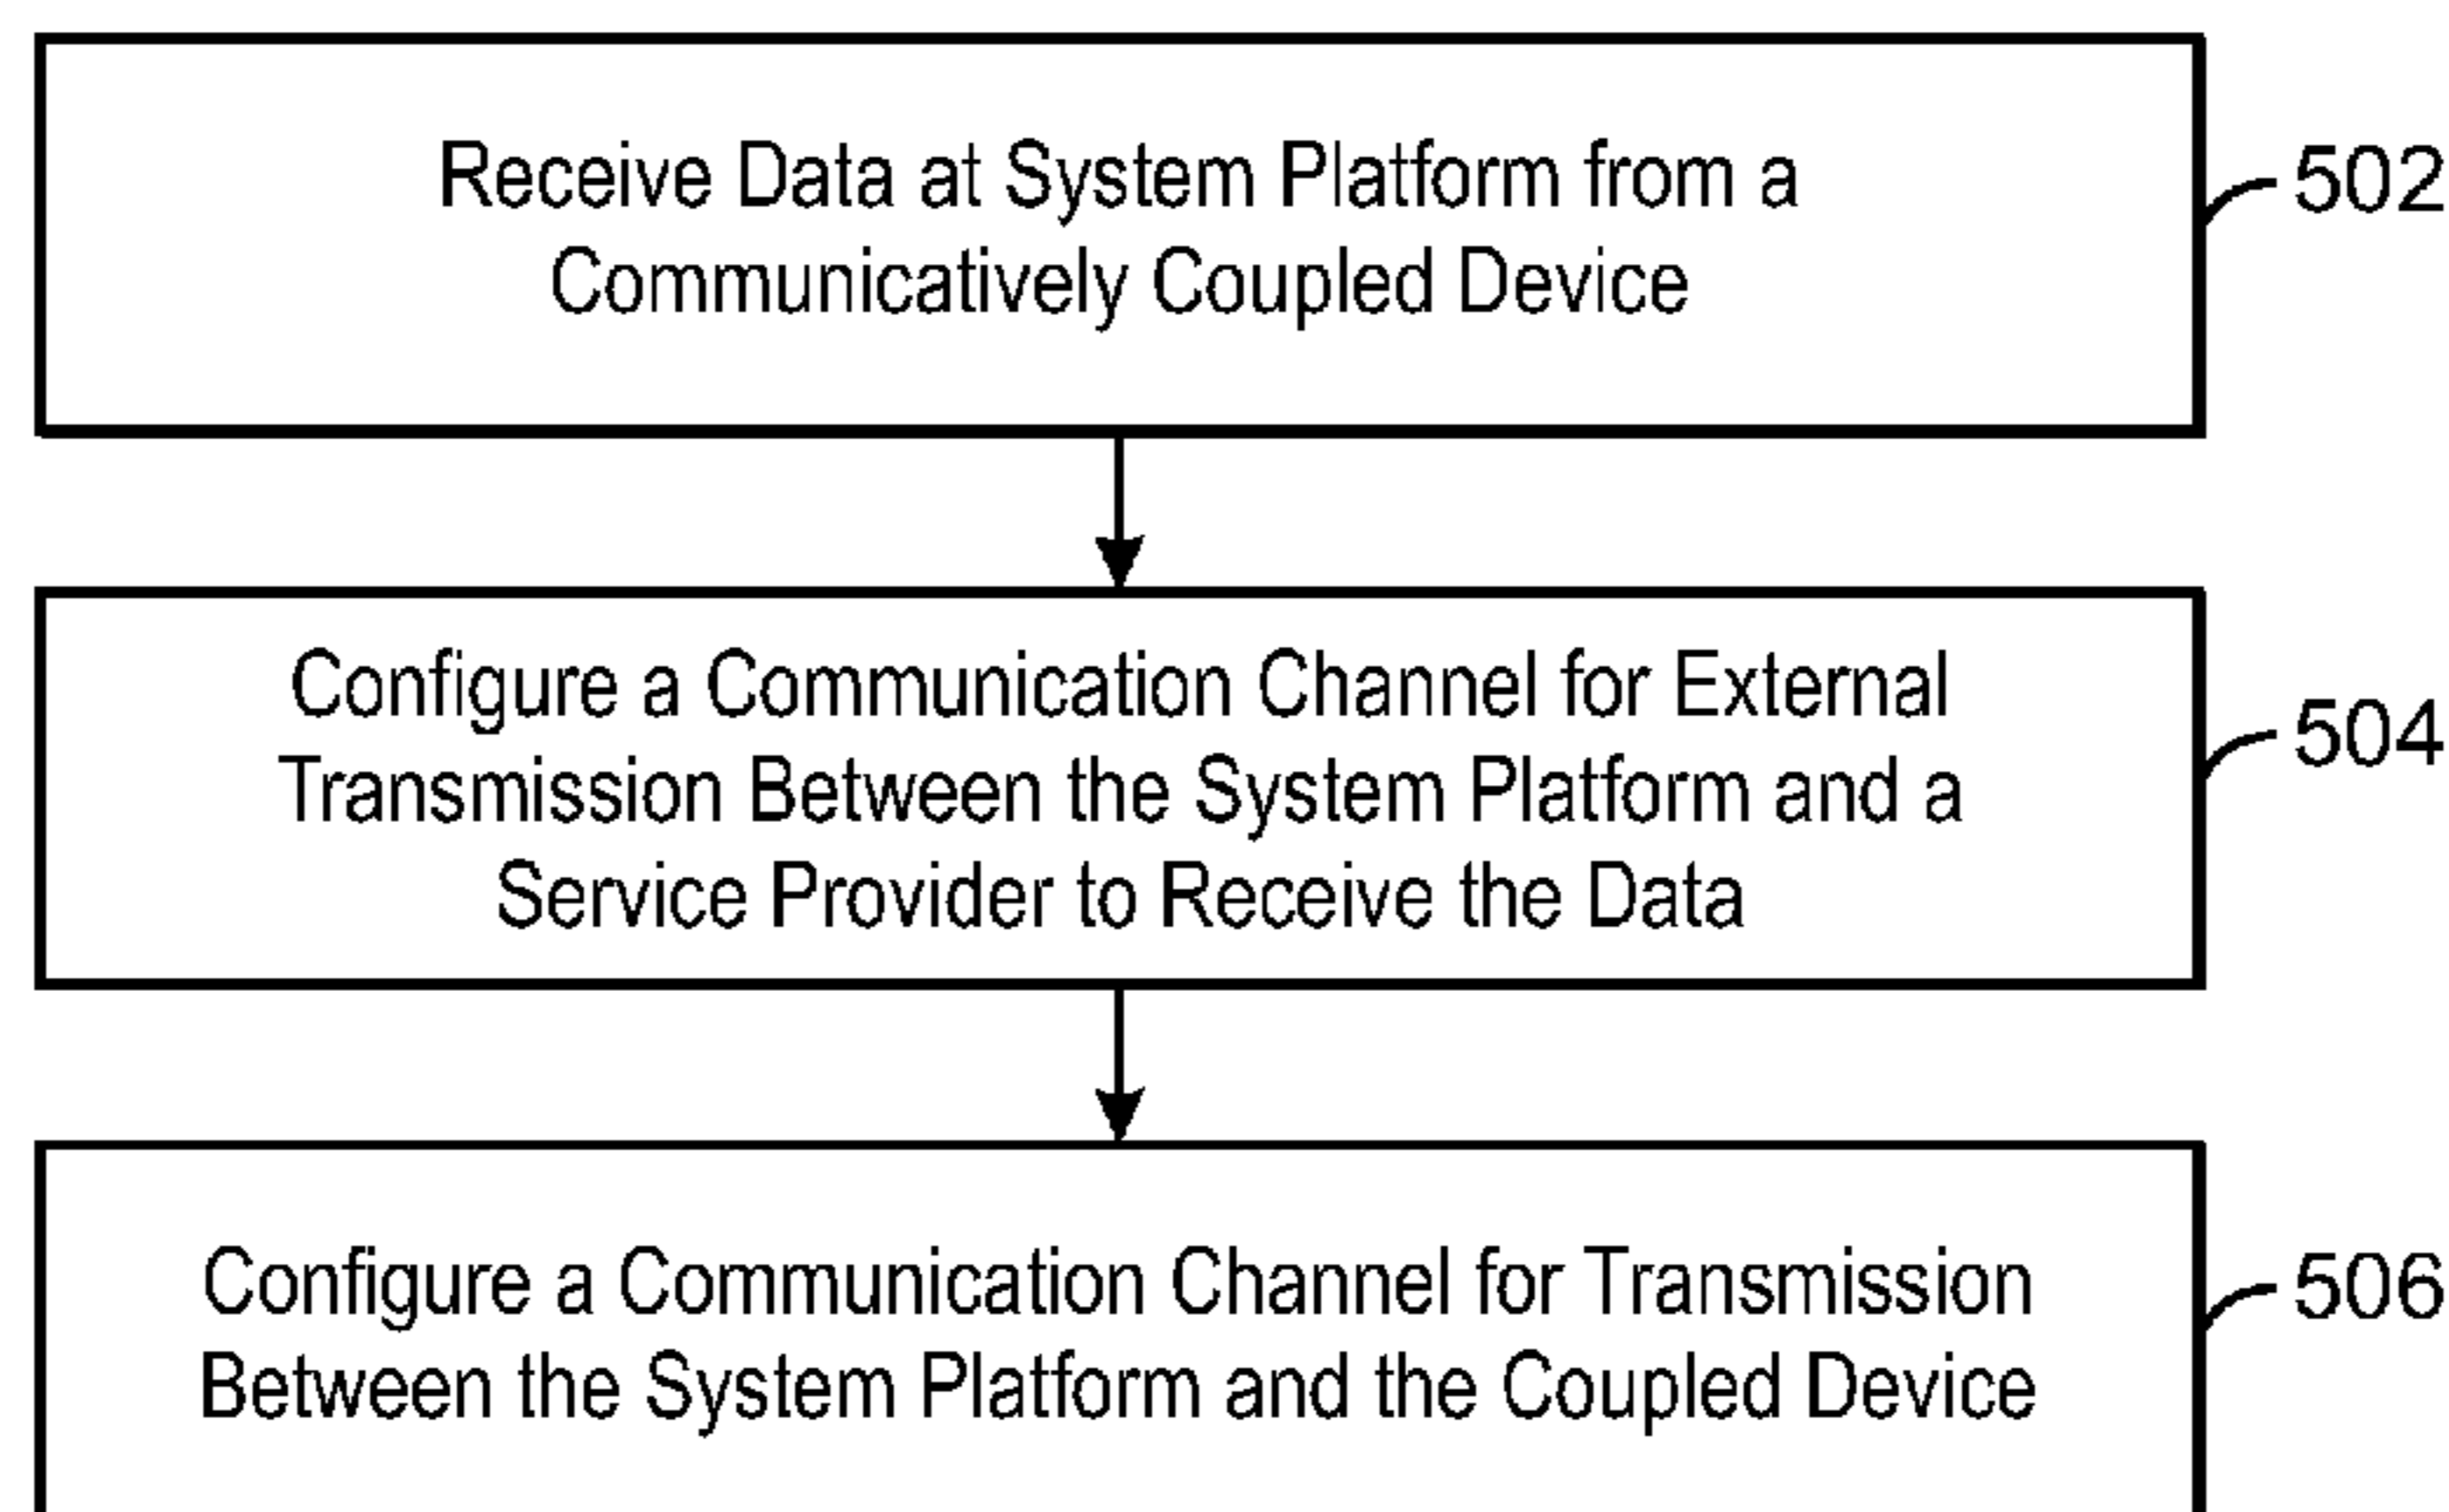 Receive Data at System Platform from a
Communicatively Coupled Device
502
Configure a Communication Channel for External
Transmission Between the System Platform and a
Service Provider to Receive the Data
504
Configure a Communication Channel for Transmission
Between the System Platform and the Coupled Device
506